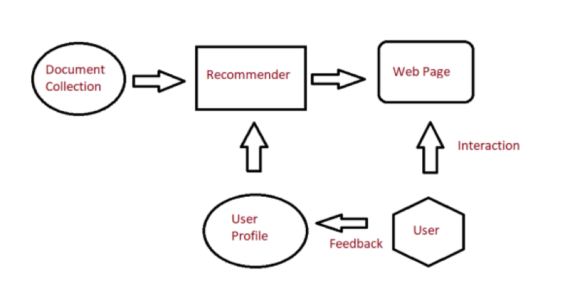 Document
Collection
Recommender
Web Page
Interaction
User
Profile
User
Feedback